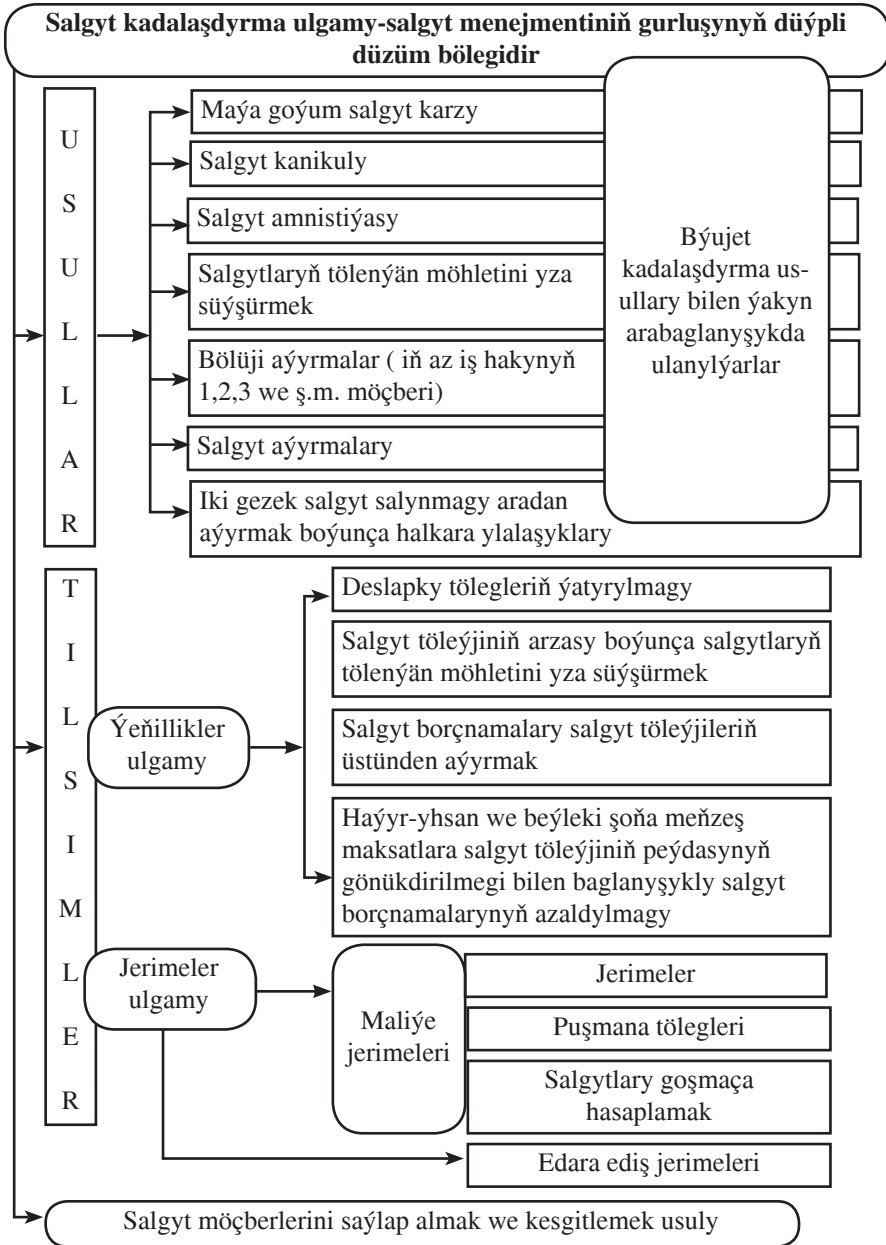 Salgyt kadalaşdyrma ulgamy-salgyt menejmentiniň gurluşynyň düýpli
düzüm bölegidir
U
S
U
L
L
A
R
Maýa goýum salgyt karzy
Salgyt kanikuly
Salgyt amnistiýasy
Salgytlaryň tölenýän möhletini yza
süýşürmek
Bölüji aýyrmalar ( iň az iş hakynyň
1,2,3 we ş.m. möçberi)
Salgyt aýyrmalary
Iki gezek salgyt salynmagy aradan
aýyrmak boýunça halkara ylalaşyklary
Býujet
kadalaşdyrma us-
ullary bilen ýakyn
arabaglanyşykda
ulanylýarlar
T
I
L
S
I
M
L
E
R
Ýeňillikler
ulgamy
Deslapky tölegleriň ýatyrylmagy
Salgyt töleýjiniň arzasy boýunça salgytlaryň
tölenýän möhletini yza süýşürmek
Salgyt borçnamalary salgyt töleýjileriň
üstünden aýyrmak
Haýyr-yhsan we beýleki şoňa meňzeş
maksatlara salgyt töleýjiniň peýdasynyň
gönükdirilmegi bilen baglanyşykly salgyt
borçnamalarynyň azaldylmagy
Jerimeler
ulgamy
Maliýe
jerimeleri
Jerimeler
Puşmana tölegleri
Salgytlary goşmaça
hasaplamak
Edara ediş jerimeleri
Salgyt möçberlerini saýlap almak we kesgitlemek usuly